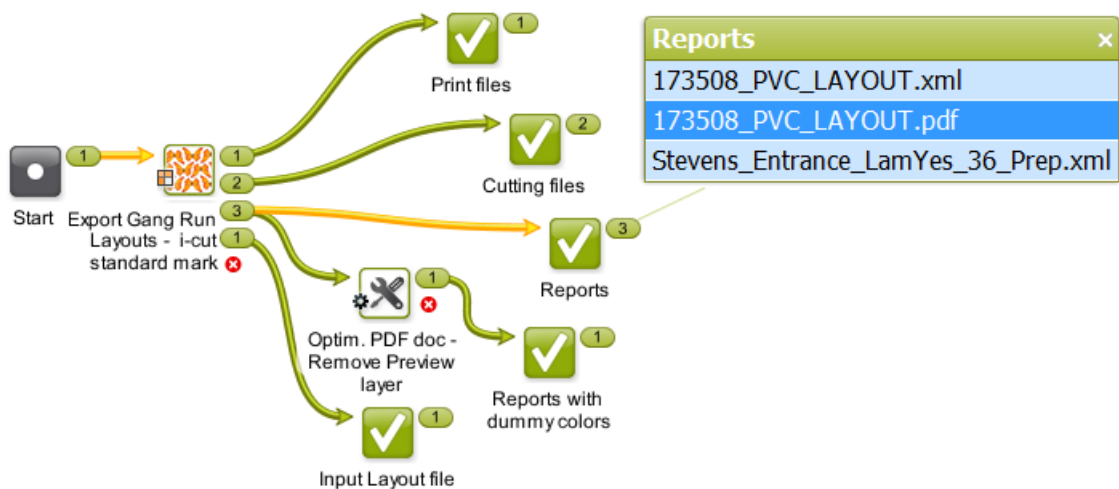 1
Print files
Reports ×
173508_PVC_LAYOUT.xml
173508_PVC_LAYOUT.pdf
Stevens_Entrance_LamYes_36_Prep.xml
2
Cutting files
1
Start
1
2
3
1
Export Gang Run
Layouts - i-cut
standard mark
3
Reports
1
Optim. PDF doc -
Remove Preview
layer
1
Reports with
dummy colors
1
Input Layout file